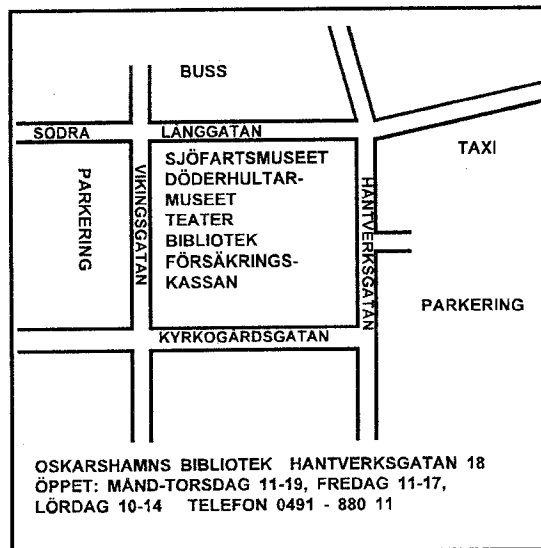 BUSS
SÖDRA LÅNGGATAN
TAXI
PARKERING
VIKINGSGATAN
SJÖFARTSMUSEET
DÖDERHULTAR-
MUSEET
TEATER
BIBLIOTEK
FÖRSÄKRINGS-
KASSAN
HANTVERKSGATAN
PARKERING
KYRKOGÅRDSGATAN
OSKARSHAMNS BIBLIOTEK HANTVERKSGATAN 18
ÖPPET: MÅND-TORSDAG 11-19, FREDAG 11-17,
LÖRDAG 10-14 TELEFON 0491 - 880 11